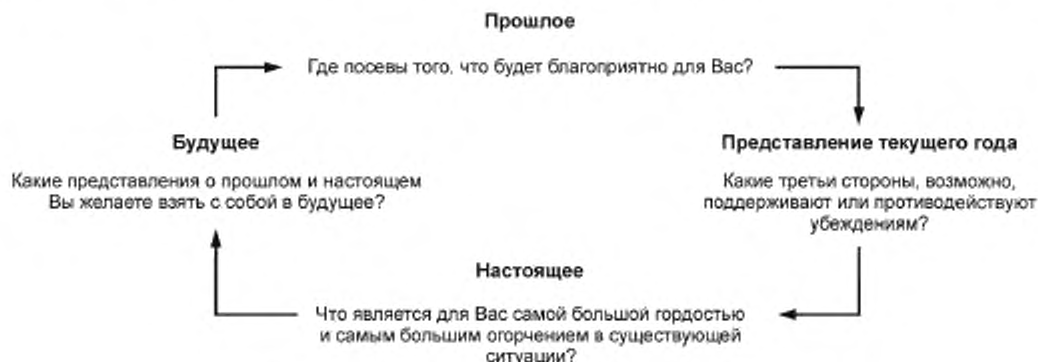 Прошлое
Где посевы того, что будет благоприятно для Вас?
Будущее
Какие представления о прошлом и настоящем
Вы желаете взять с собой в будущее?
Представление текущего года
Какие третьи стороны, возможно,
поддерживают или противодействуют
убеждениям?
Настоящее
Что является для Вас самой большой гордостью
и самым большим огорчением в существующей
ситуации?